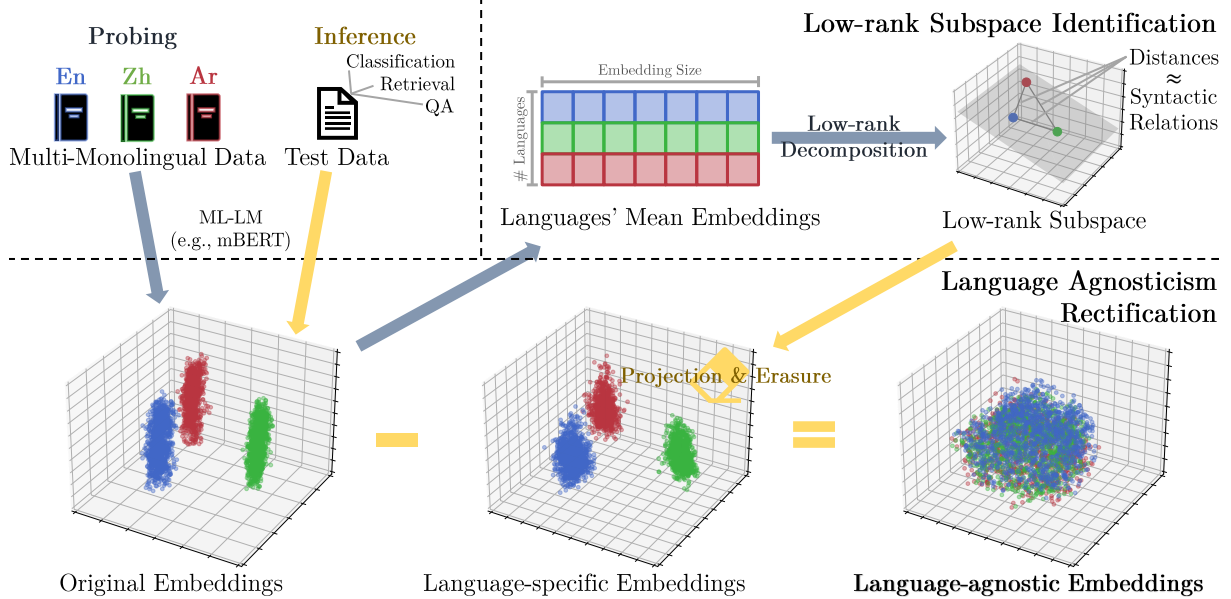 Probing
En
Zh
Ar
Multi-Monolingual Data
Inference
Classification
Retrieval
QA
Test Data
ML-LM
(e.g., mBERT)
Low-rank Subspace Identification
Embedding Size
# Languages
Languages' Mean Embeddings
Low-rank
Decomposition
Distances
≈
Syntactic
Relations
Low-rank Subspace
Language Agnosticism
Rectification
Projection & Erasure
Original Embeddings
Language-specific Embeddings
Language-agnostic Embeddings